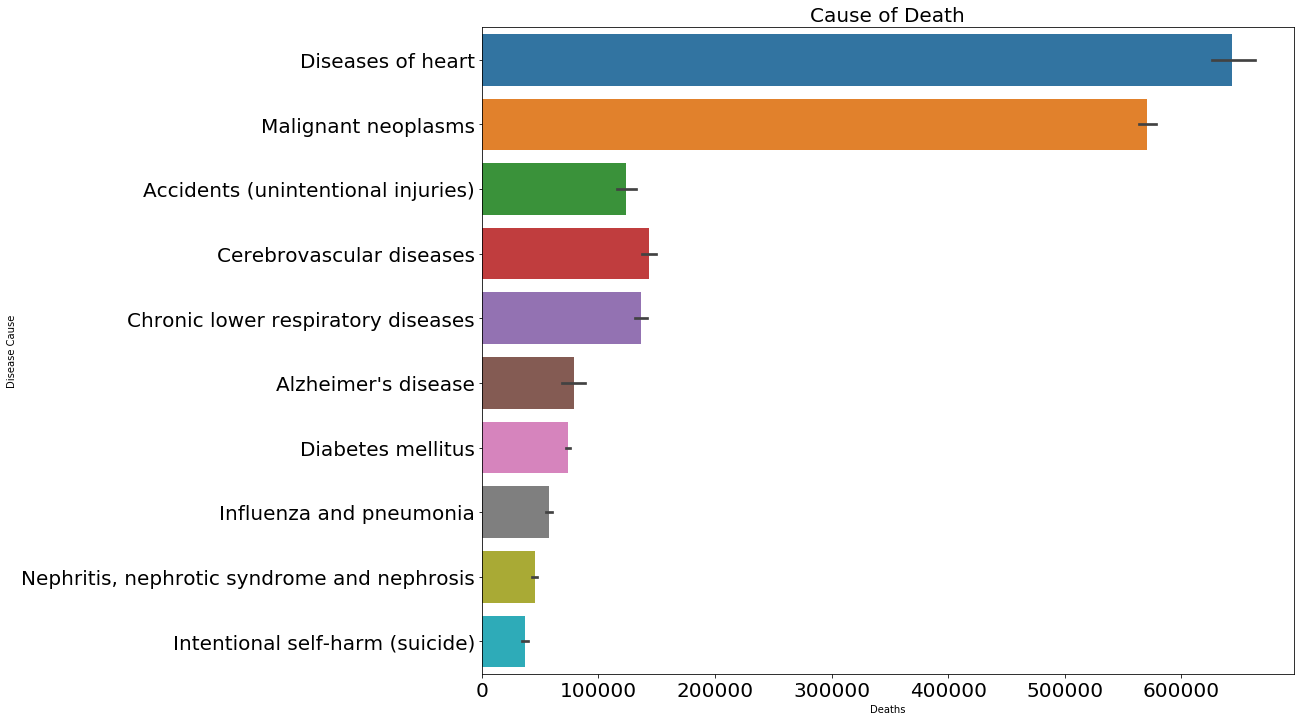 Cause of Death
Diseases of heart
Malignant neoplasms
Accidents (unintentional injuries)
Cerebrovascular diseases
Chronic lower respiratory diseases
Alzheimer's disease
Diabetes mellitus
Influenza and pneumonia
Nephritis, nephrotic syndrome and nephrosis
Intentional self-harm (suicide)
Disease Cause
0 100000 200000 300000 400000 500000 600000
Deaths